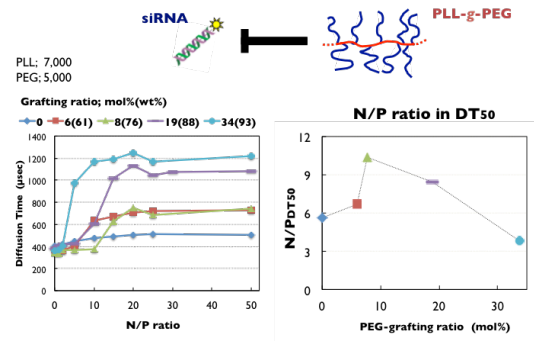 siRNA
PLL-g-PEG
PLL; 7,000
PEG; 5,000
Grafting ratio; mol%(wt%)
0 6(61) 8(76) 19(88) 34(93)
1400
1200
1000
800
600
400
200
0
Diffusion Time (μsec)
0 10 20 30 40 50
N/P ratio
N/P ratio in DT50
12
9
6
3
0
N/PDT50
0 10 20 30
PEG-grafting ratio (mol%)